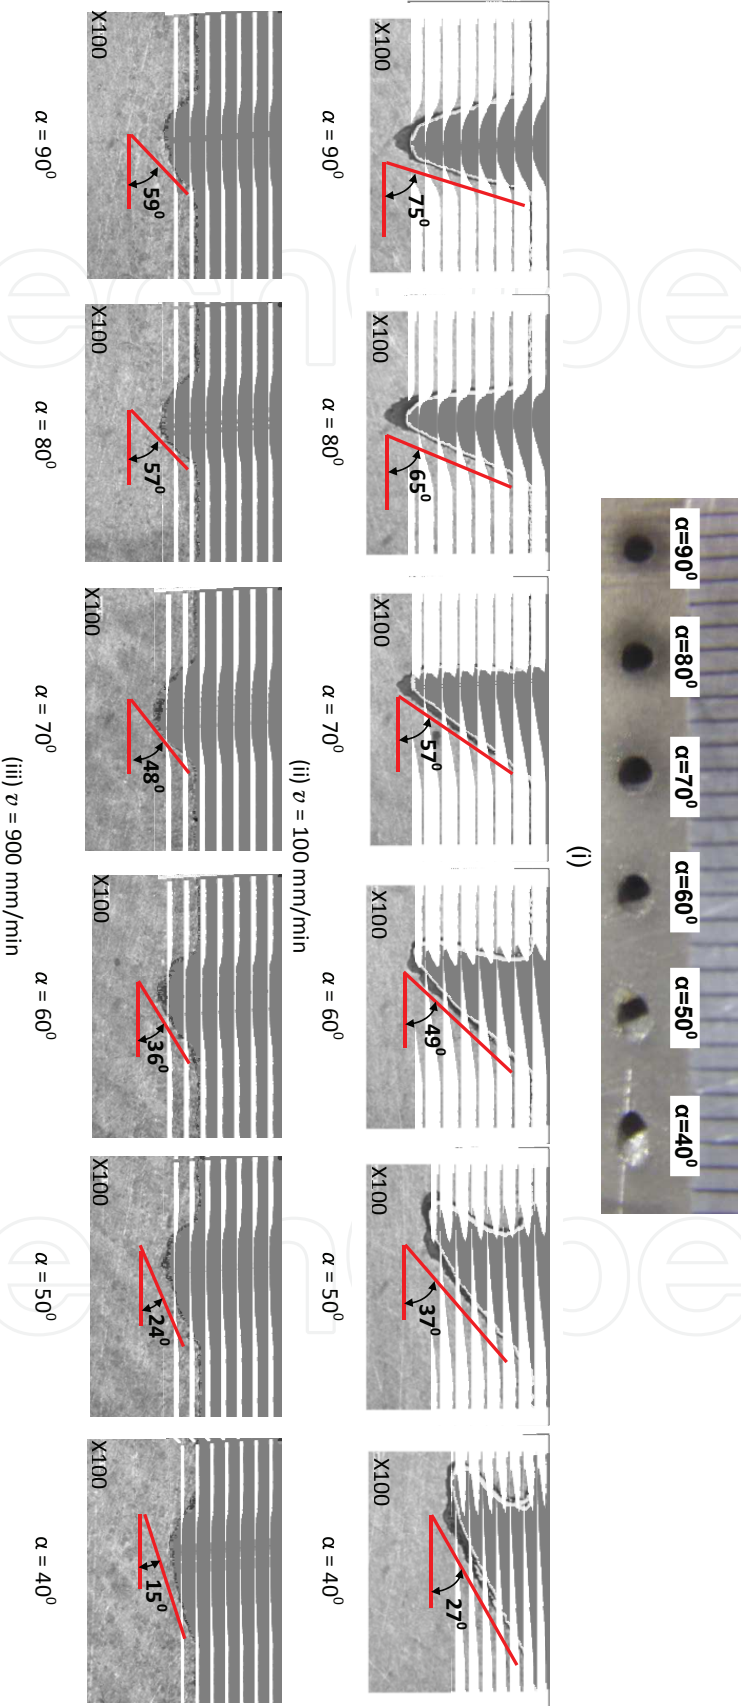 α=90⁰ α=80⁰ α=70⁰ α=60⁰ α=50⁰ α=40⁰
(i)
75⁰ 65⁰ 57⁰ 49⁰ 37⁰ 27⁰
X100 X100 X100 X100 X100 X100
α = 90⁰ α = 80⁰ α = 70⁰ α = 60⁰ α = 50⁰ α = 40⁰
(ii) v = 100 mm/min
59⁰ 57⁰ 48⁰ 36⁰ 24⁰ 15⁰
X100 X100 X100 X100 X100 X100
α = 90⁰ α = 80⁰ α = 70⁰ α = 60⁰ α = 50⁰ α = 40⁰
(iii) v = 900 mm/min